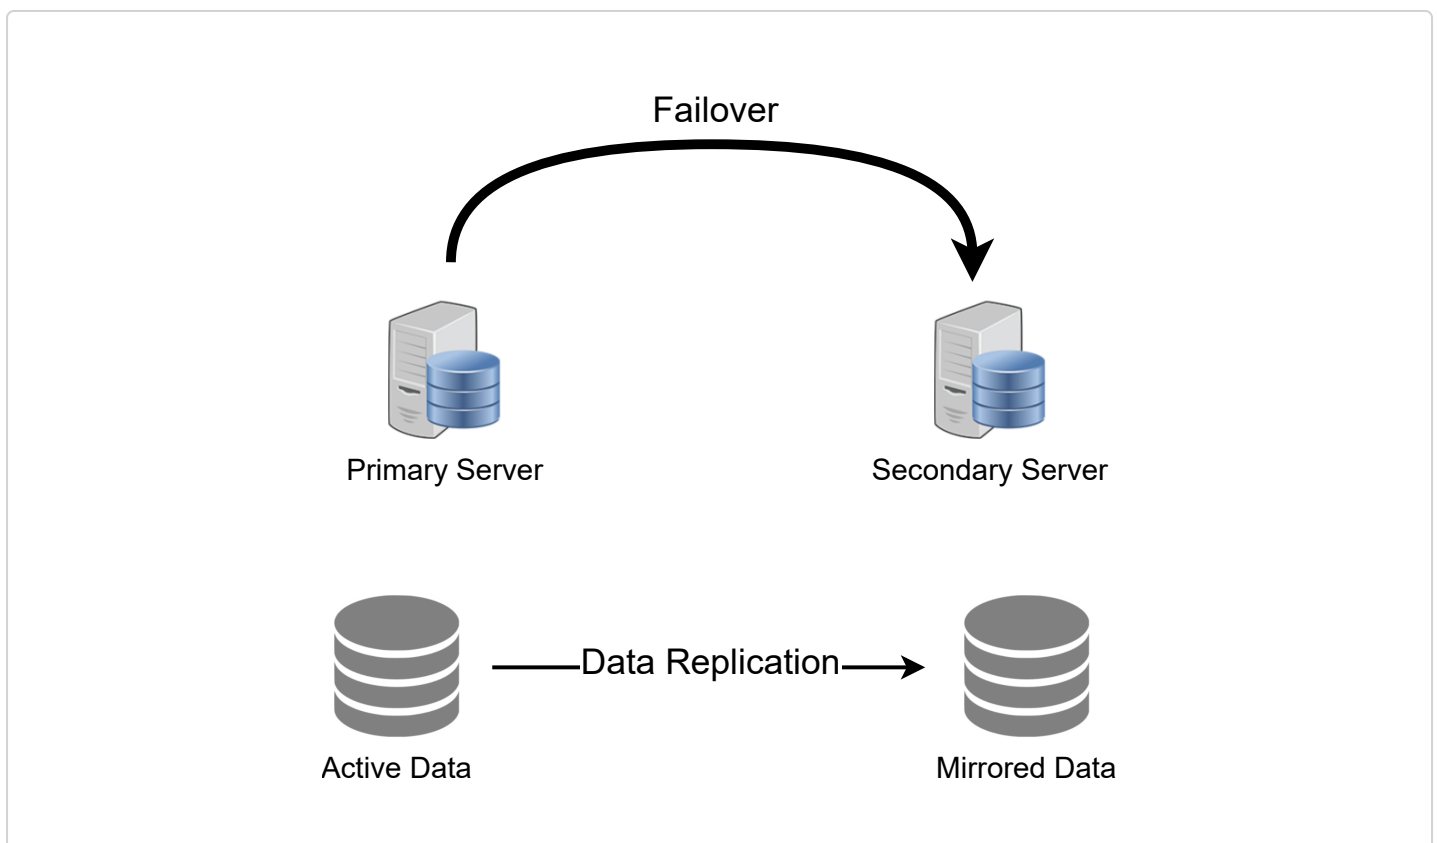 Failover
Primary Server
Secondary Server
Data Replication
Active Data
Mirrored Data